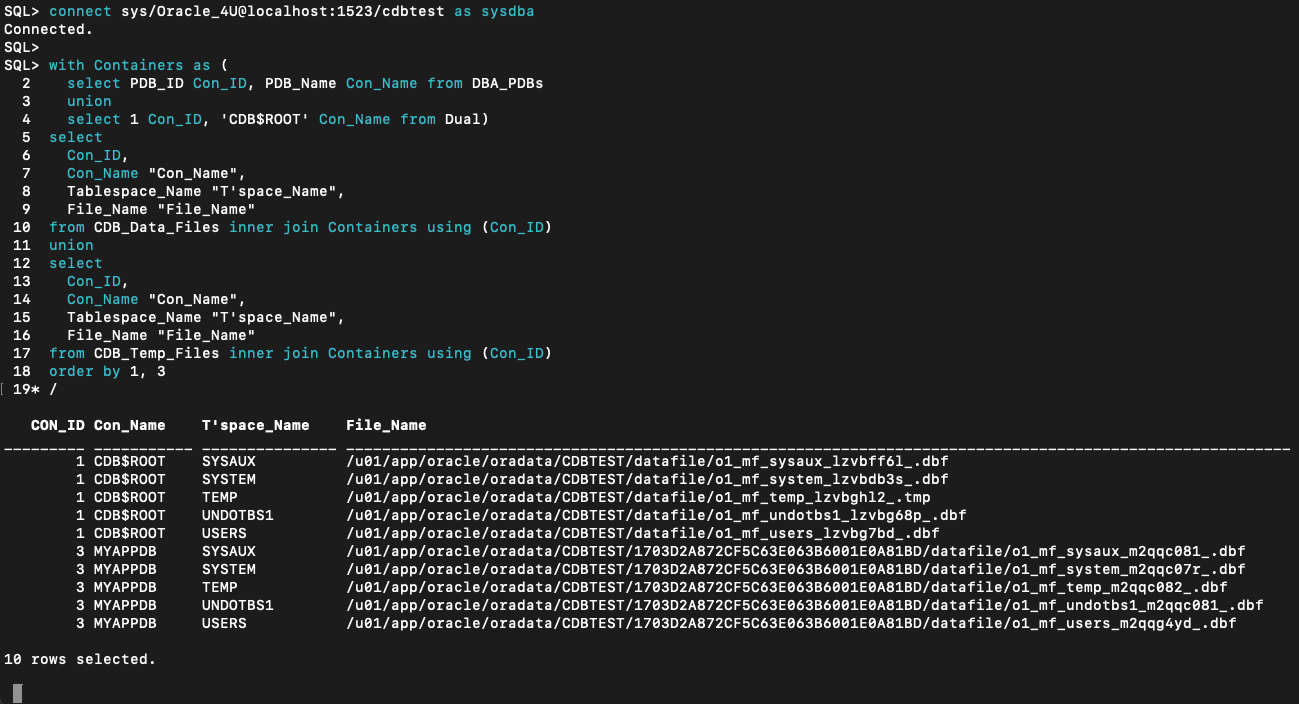 SQL> connect sys/Oracle_4U@localhost:1523/cdbtest as sysdba
Connected.
SQL>
SQL> with Containers as (
  2    select PDB_ID Con_ID, PDB_Name Con_Name from DBA_PDBs
  3    union
  4    select 1 Con_ID, 'CDB$ROOT' Con_Name from Dual)
  5  select
  6    Con_ID,
  7    Con_Name "Con_Name",
  8    Tablespace_Name "T'space_Name",
  9    File_Name "File_Name"
 10  from CDB_Data_Files inner join Containers using (Con_ID)
 11  union
 12  select
 13    Con_ID,
 14    Con_Name "Con_Name",
 15    Tablespace_Name "T'space_Name",
 16    File_Name "File_Name"
 17  from CDB_Temp_Files inner join Containers using (Con_ID)
 18  order by 1, 3
[ 19* /
   CON_ID Con_Name    T'space_Name    File_Name
_________ ___________ _______________ _________________________________________________________________________________________________________
        1 CDB$ROOT    SYSAUX          /u01/app/oracle/oradata/CDBTEST/datafile/o1_mf_sysaux_lzvbff6l_.dbf
        1 CDB$ROOT    SYSTEM          /u01/app/oracle/oradata/CDBTEST/datafile/o1_mf_system_lzvbdb3s_.dbf
        1 CDB$ROOT    TEMP            /u01/app/oracle/oradata/CDBTEST/datafile/o1_mf_temp_lzvbghl2_.tmp
        1 CDB$ROOT    UNDOTBS1        /u01/app/oracle/oradata/CDBTEST/datafile/o1_mf_undotbs1_lzvbg68p_.dbf
        1 CDB$ROOT    USERS           /u01/app/oracle/oradata/CDBTEST/datafile/o1_mf_users_lzvbg7bd_.dbf
        3 MYAPPDB     SYSAUX          /u01/app/oracle/oradata/CDBTEST/1703D2A872CF5C63E063B6001E0A81BD/datafile/o1_mf_sysaux_m2qqc081_.dbf
        3 MYAPPDB     SYSTEM          /u01/app/oracle/oradata/CDBTEST/1703D2A872CF5C63E063B6001E0A81BD/datafile/o1_mf_system_m2qqc07r_.dbf
        3 MYAPPDB     TEMP            /u01/app/oracle/oradata/CDBTEST/1703D2A872CF5C63E063B6001E0A81BD/datafile/o1_mf_temp_m2qqc082_.dbf
        3 MYAPPDB     UNDOTBS1        /u01/app/oracle/oradata/CDBTEST/1703D2A872CF5C63E063B6001E0A81BD/datafile/o1_mf_undotbs1_m2qqc081_.dbf
        3 MYAPPDB     USERS           /u01/app/oracle/oradata/CDBTEST/1703D2A872CF5C63E063B6001E0A81BD/datafile/o1_mf_users_m2qqg4yd_.dbf
10 rows selected.